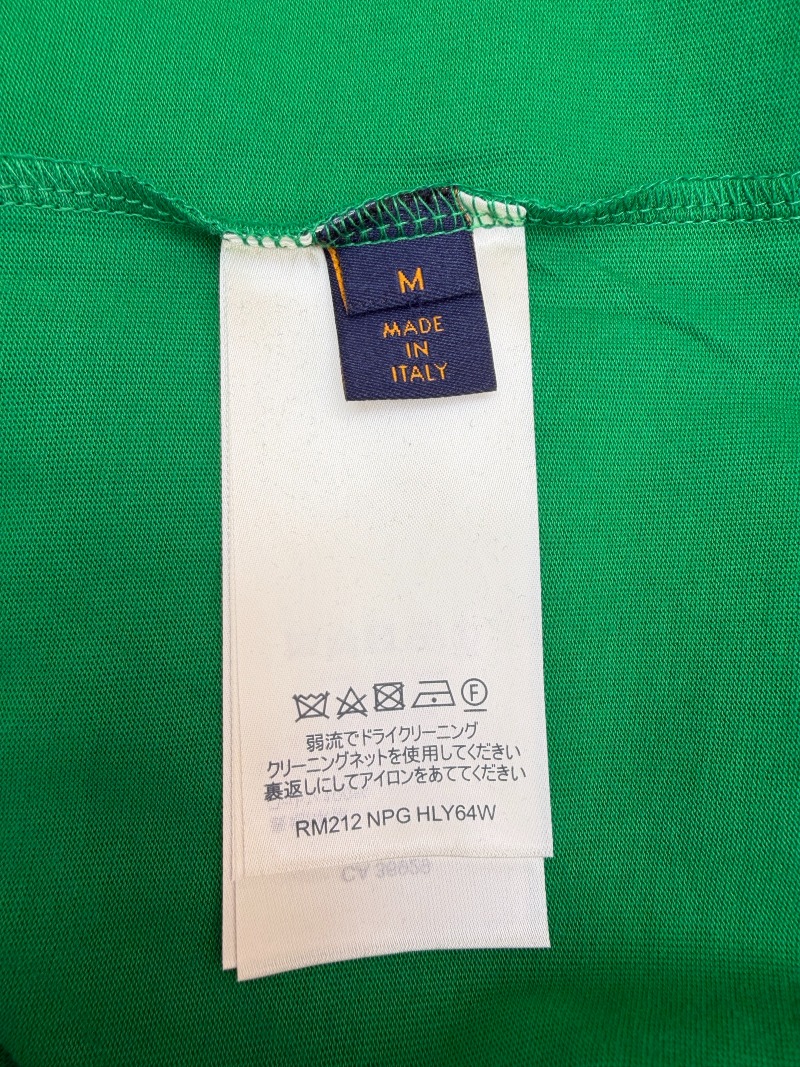 M
MADE
IN
ITALY
F
弱流でドライクリーニング
クリーニングネットを使用してください
裏返しにしてアイロンをあててください
RM212 NPG HLY64W